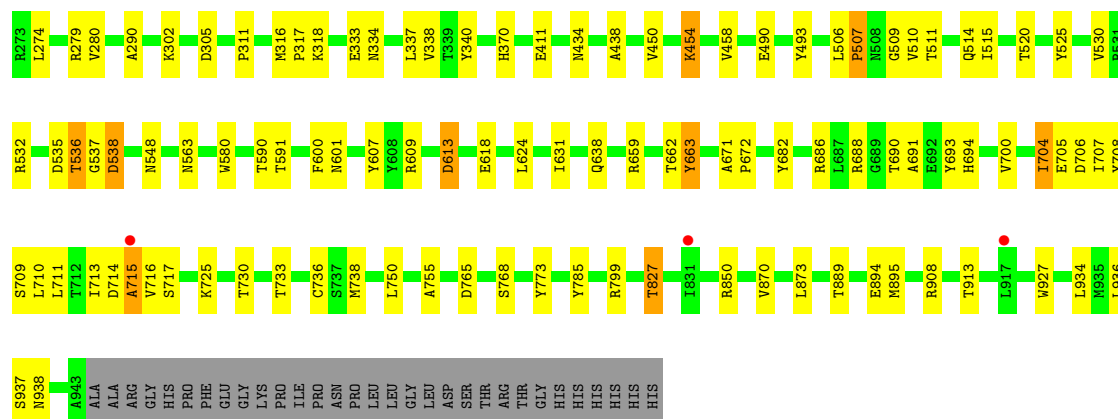 R273 L274 R279 V280 A290 K302 D305 P311 M316 P317 K318 E333 N334 L337 V338 T339 Y340 H370 E411 N434 A438 V450 K454 V458 E490 Y493 L506 P507 N508 G509 V510 T511 Q514 I515 T520 Y525 V530 R531
R532 D535 T536 G537 D538 N548 N563 W580 T590 T591 F600 N601 Y607 Y608 R609 D613 E618 L624 I631 Q638 R659 T662 Y663 A671 P672 Y682 R686 L687 R688 G689 T690 A691 E692 Y693 H694 V700 I704 E705 D706 I707 Y708
S709 L710 L711 T712 I713 D714 A715 V716 S717 K725 T730 T733 C736 S737 M738 L750 A755 D765 S768 Y773 Y785 R799 T827 I831 R850 V870 L873 T889 E894 M895 R908 T913 L917 W927 L934 M935 L936
S937 N938 A943 ALA ALA ARG GLY HIS PRO PHE GLU GLY LYS PRO ILE PRO ASN PRO LEU LEU GLY LEU ASP SER THR ARG THR GLY HIS HIS HIS HIS HIS HIS